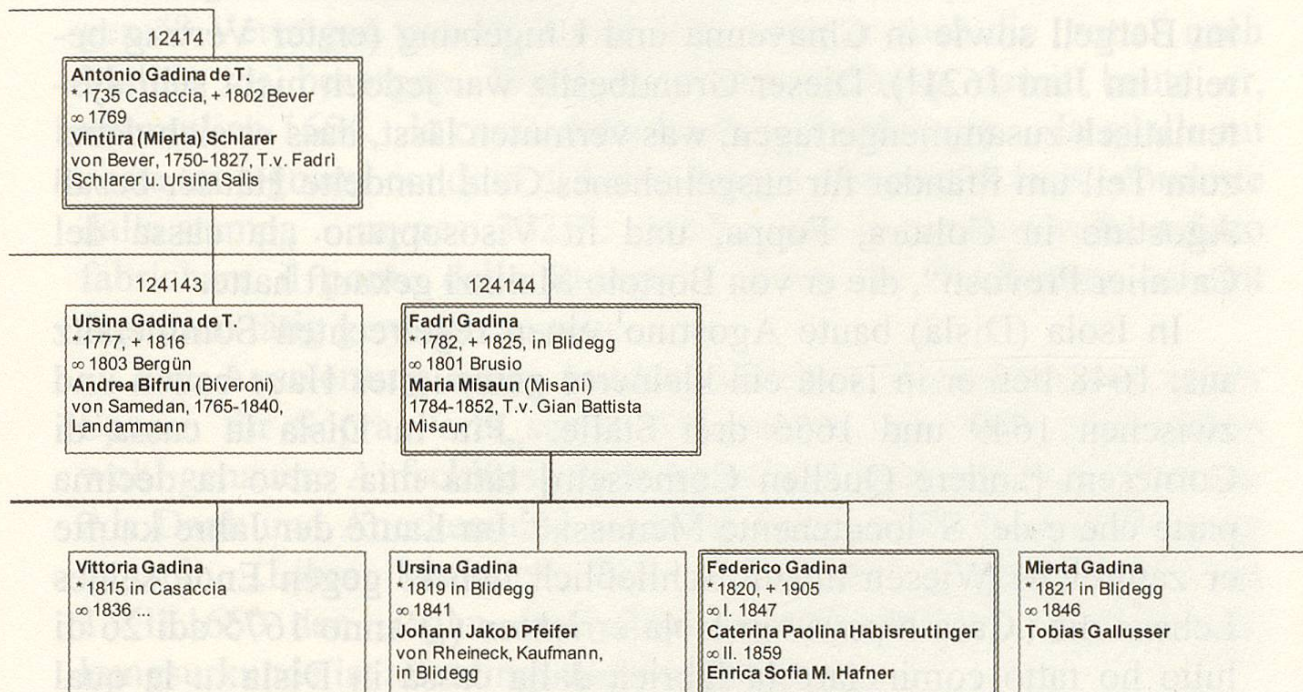 12414
Antonio Gadina de T.
* 1735 Casaccia, + 1802 Bever
∞ 1769
Vintüra (Mierta) Schlarer
von Bever, 1750-1827, T.v. Fadri
Schlarer u. Ursina Salis
124143
124144
Ursina Gadina de T.
* 1777, + 1816
∞ 1803 Bergün
Andrea Bifrun (Biveroni)
von Samedan, 1765-1840,
Landammann
Fadri Gadina
* 1782, + 1825, in Blidegg
∞ 1801 Brusio
Maria Misaun (Misani)
1784-1852, T.v. Gian Battista
Misaun
Vittoria Gadina
* 1815 in Casaccia
∞ 1836 ...
Ursina Gadina
* 1819 in Blidegg
∞ 1841
Johann Jakob Pfeifer
von Rheineck, Kaufmann,
in Blidegg
Federico Gadina
* 1820, + 1905
∞ I. 1847
Caterina Paolina Habisreutinger
∞ II. 1859
Enrica Sofia M. Hafner
Mierta Gadina
* 1821 in Blidegg
∞ 1846
Tobias Gallusser